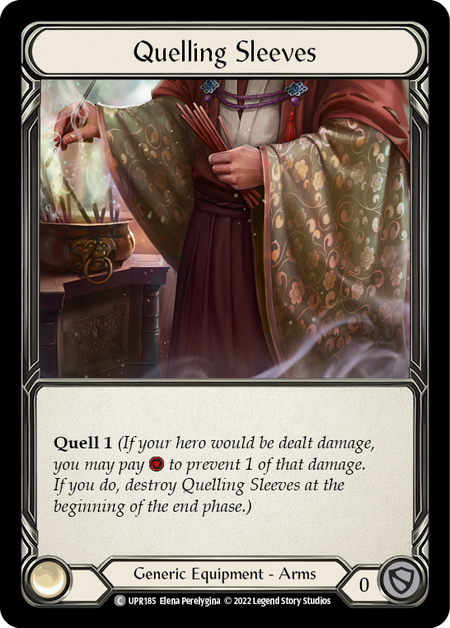 Quelling Sleeves
Quell 1 (If your hero would be dealt damage,
you may pay to prevent 1 of that damage.
If you do, destroy Quelling Sleeves at the
beginning of the end phase.)
Generic Equipment - Arms
0
C UPR185 Elena Perelygina © 2022 Legend Story Studios